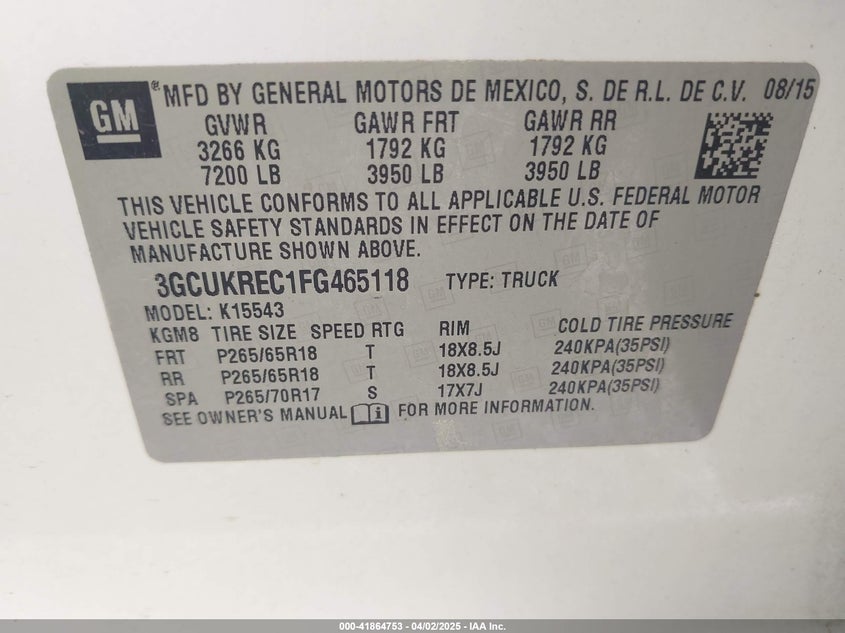 GM
® MFD BY GENERAL MOTORS DE MEXICO, S. DE R.L. DE C.V. 08/15
GVWR GAWR FRT GAWR RR
3266 KG 1792 KG 1792 KG
7200 LB 3950 LB 3950 LB
THIS VEHICLE CONFORMS TO ALL APPLICABLE U.S. FEDERAL MOTOR
VEHICLE SAFETY STANDARDS IN EFFECT ON THE DATE OF
MANUFACTURE SHOWN ABOVE.
3GCUKREC1FG465118 TYPE: TRUCK
MODEL: K15543
KGM8 TIRE SIZE SPEED RTG RIM COLD TIRE PRESSURE
FRT P265/65R18 T 18X8.5J 240KPA(35PSI)
RR P265/65R18 T 18X8.5J 240KPA(35PSI)
SPA P265/70R17 S 17X7J 240KPA(35PSI)
SEE OWNER'S MANUAL FOR MORE INFORMATION.
000-41864753 - 04/02/2025 - IAA Inc.